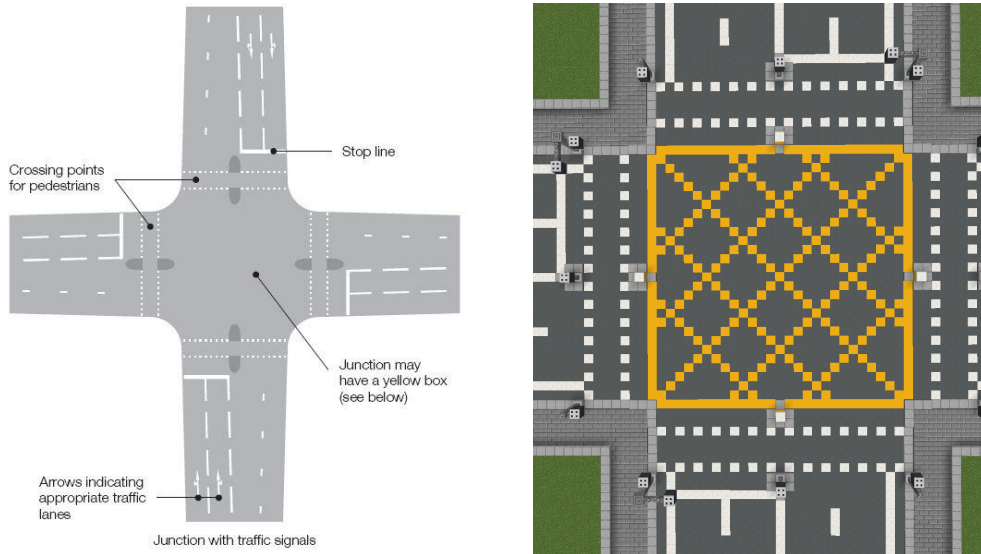 Stop line
Crossing points
for pedestrians
Junction may
have a yellow box
(see below)
Arrows indicating
appropriate traffic
lanes
Junction with traffic signals